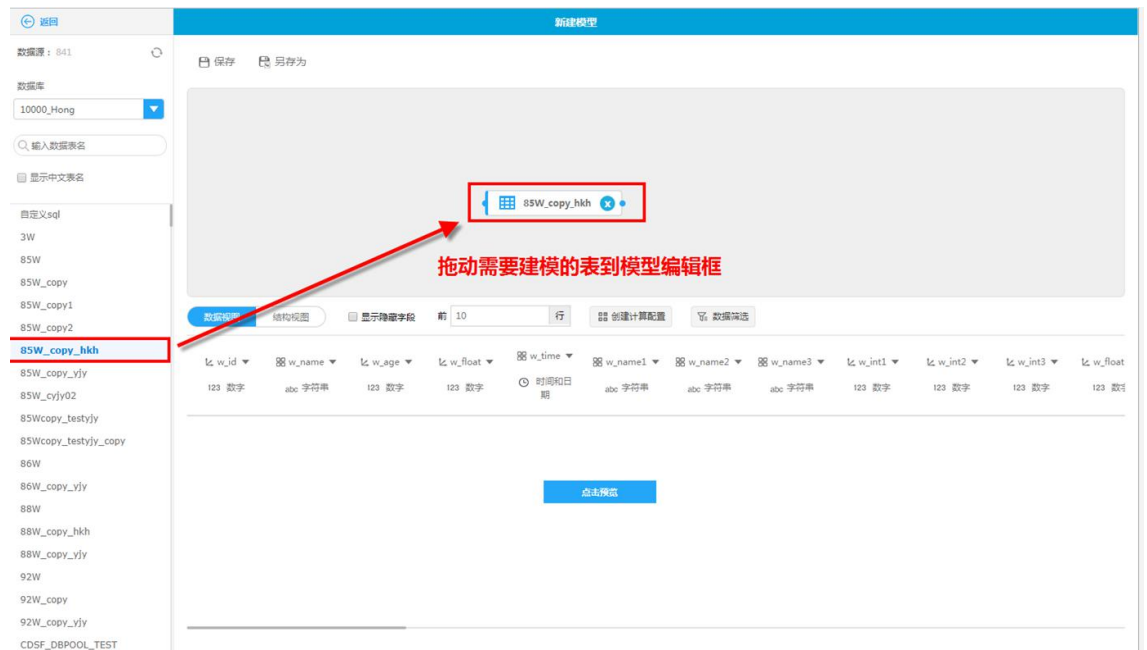 返回
新建模型
数据源：841
保存 另存为
数据库
10000_Hong
输入数据表名
显示中文表名
自定义sql
3W
85W
85W_copy
85W_copy1
85W_copy2
85W_copy_hkh
85W_copy_yjy
85W_cyjy02
85Wcopy_testyjy
85Wcopy_testyjy_copy
86W
86W_copy_yjy
88W
88W_copy_hkh
88W_copy_yjy
92W
92W_copy
92W_copy_yjy
CDSF_DBPOOL_TEST
85W_copy_hkh
拖动需要建模的表到模型编辑框
数据视图 结构视图 显示隐藏字段 前 10 行 创建计算配置 数据筛选
w_id w_name w_age w_float w_time w_name1 w_name2 w_name3 w_int1 w_int2 w_int3 w_float
123 数字 abc 字符串 123 数字 123 数字 时间和日期 abc 字符串 abc 字符串 abc 字符串 123 数字 123 数字 123 数字 123 数
点击预览